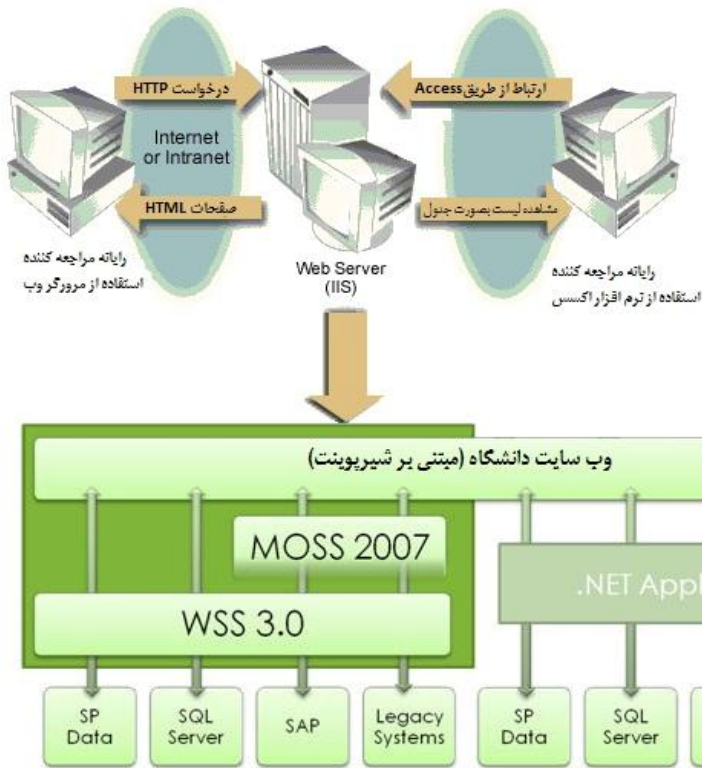 درخواست HTTP
ارتباط از طریق Access
Internet
or Intranet
صفحات HTML
مشاهده لیست بصورت جدول
رایانه مراجعه کننده
استفاده از مرورگر وب
Web Server
(IIS)
رایانه مراجعه کننده
استفاده از نرم افزار اکسس
وب سایت دانشگاه (مبتنی بر شیرپوینت)
MOSS 2007
.NET Appl
WSS 3.0
SP
Data
SQL
Server
SAP
Legacy
Systems
SP
Data
SQL
Server